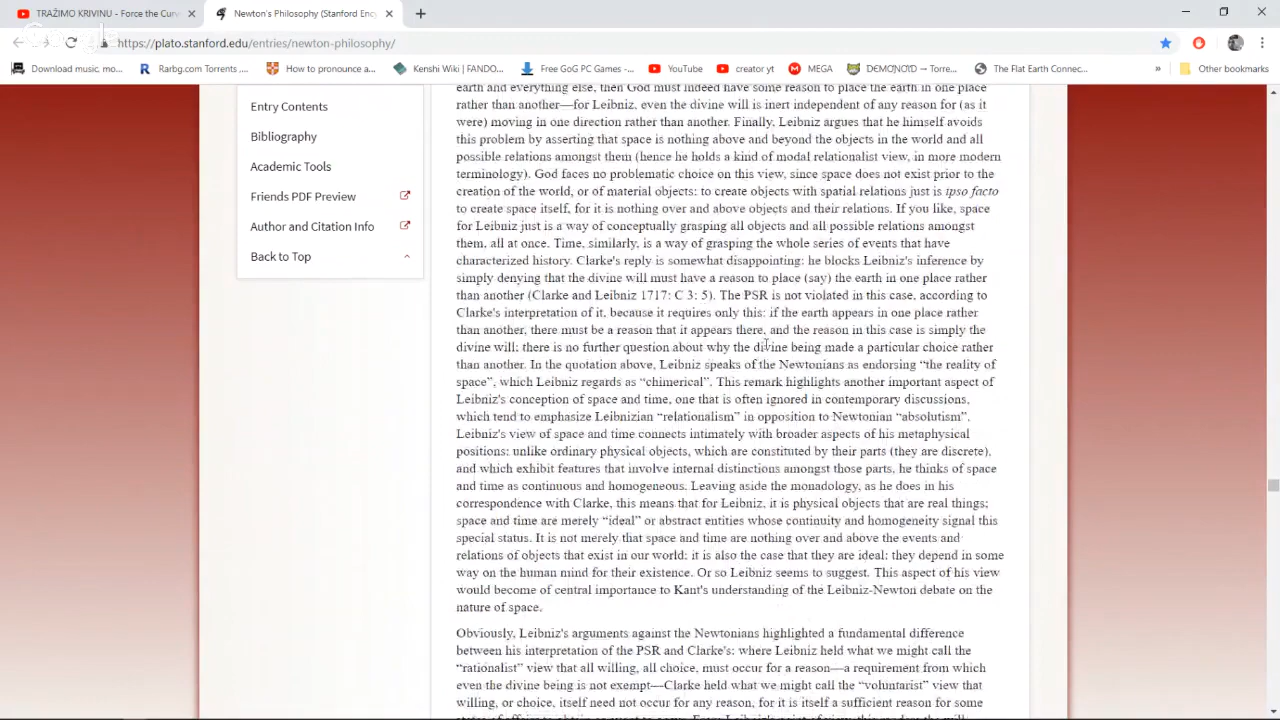 TRAŽIMO KRIVINU - Force the Curv
Newton's Philosophy (Stanford Enc
https://plato.stanford.edu/entries/newton-philosophy/
Download music, mo...
Rarbg.com Torrents ,...
How to pronounce a...
Kenshi Wiki | FANDO...
Free GoG PC Games -...
YouTube
creator yt
MEGA
DEMOŅOID → Torre...
The Flat Earth Connec...
»
Other bookmarks
Entry Contents
Bibliography
Academic Tools
Friends PDF Preview
Author and Citation Info
Back to Top
earth and everything else, then God must indeed have some reason to place the earth in one place
rather than another—for Leibniz, even the divine will is inert independent of any reason for (as it
were) moving in one direction rather than another. Finally, Leibniz argues that he himself avoids
this problem by asserting that space is nothing above and beyond the objects in the world and all
possible relations amongst them (hence he holds a kind of modal relationalist view, in more modern
terminology). God faces no problematic choice on this view, since space does not exist prior to the
creation of the world, or of material objects: to create objects with spatial relations just is ipso facto
to create space itself, for it is nothing over and above objects and their relations. If you like, space
for Leibniz just is a way of conceptually grasping all objects and all possible relations amongst
them, all at once. Time, similarly, is a way of grasping the whole series of events that have
characterized history. Clarke's reply is somewhat disappointing: he blocks Leibniz's inference by
simply denying that the divine will must have a reason to place (say) the earth in one place rather
than another (Clarke and Leibniz 1717: C 3: 5). The PSR is not violated in this case, according to
Clarke's interpretation of it, because it requires only this: if the earth appears in one place rather
than another, there must be a reason that it appears there, and the reason in this case is simply the
divine will; there is no further question about why the divine being made a particular choice rather
than another. In the quotation above, Leibniz speaks of the Newtonians as endorsing “the reality of
space”, which Leibniz regards as “chimerical”. This remark highlights another important aspect of
Leibniz's conception of space and time, one that is often ignored in contemporary discussions,
which tend to emphasize Leibnizian “relationalism” in opposition to Newtonian “absolutism”.
Leibniz's view of space and time connects intimately with broader aspects of his metaphysical
positions: unlike ordinary physical objects, which are constituted by their parts (they are discrete),
and which exhibit features that involve internal distinctions amongst those parts, he thinks of space
and time as continuous and homogeneous. Leaving aside the monadology, as he does in his
correspondence with Clarke, this means that for Leibniz, it is physical objects that are real things;
space and time are merely “ideal” or abstract entities whose continuity and homogeneity signal this
special status. It is not merely that space and time are nothing over and above the events and
relations of objects that exist in our world; it is also the case that they are ideal: they depend in some
way on the human mind for their existence. Or so Leibniz seems to suggest. This aspect of his view
would become of central importance to Kant's understanding of the Leibniz-Newton debate on the
nature of space.
Obviously, Leibniz's arguments against the Newtonians highlighted a fundamental difference
between his interpretation of the PSR and Clarke's: where Leibniz held what we might call the
“rationalist” view that all willing, all choice, must occur for a reason—a requirement from which
even the divine being is not exempt—Clarke held what we might call the “voluntarist” view that
willing, or choice, itself need not occur for any reason, for it is itself a sufficient reason for some